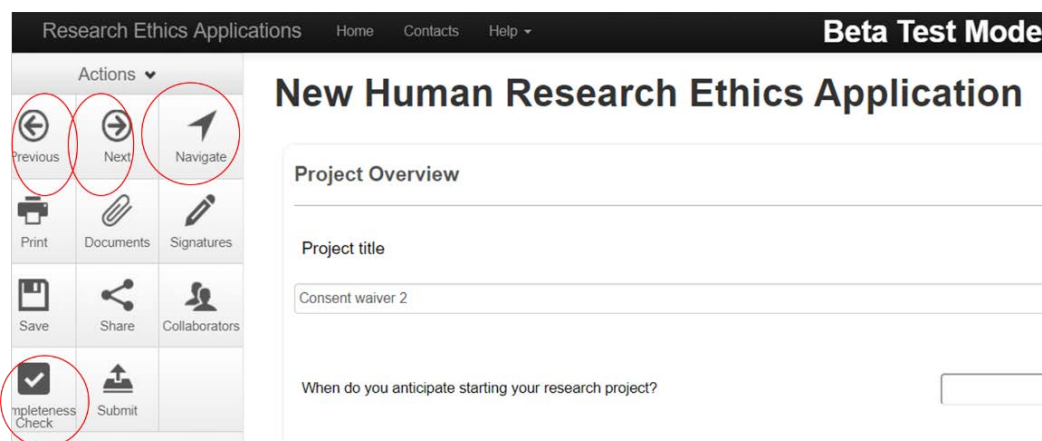 Research Ethics Applications Home Contacts Help Beta Test Mode
Actions
New Human Research Ethics Application
Previous Next Navigate
Project Overview
Print Documents Signatures
Project title
Consent waiver 2
Save Share Collaborators
When do you anticipate starting your research project?
mpleteness Check Submit